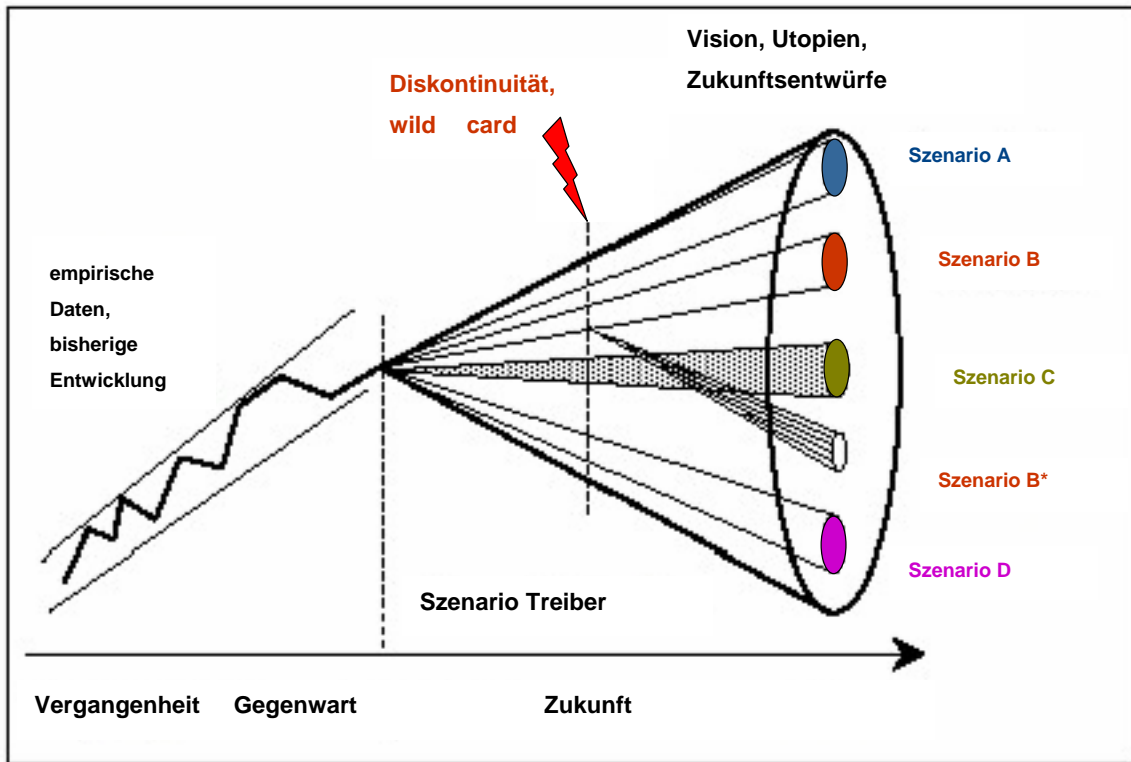 Vision, Utopien,
Zukunftsentwürfe
Diskontinuität,
wild card
Szenario A
Szenario B
empirische
Daten,
bisherige
Entwicklung
Szenario C
Szenario B*
Szenario D
Szenario Treiber
Vergangenheit Gegenwart Zukunft